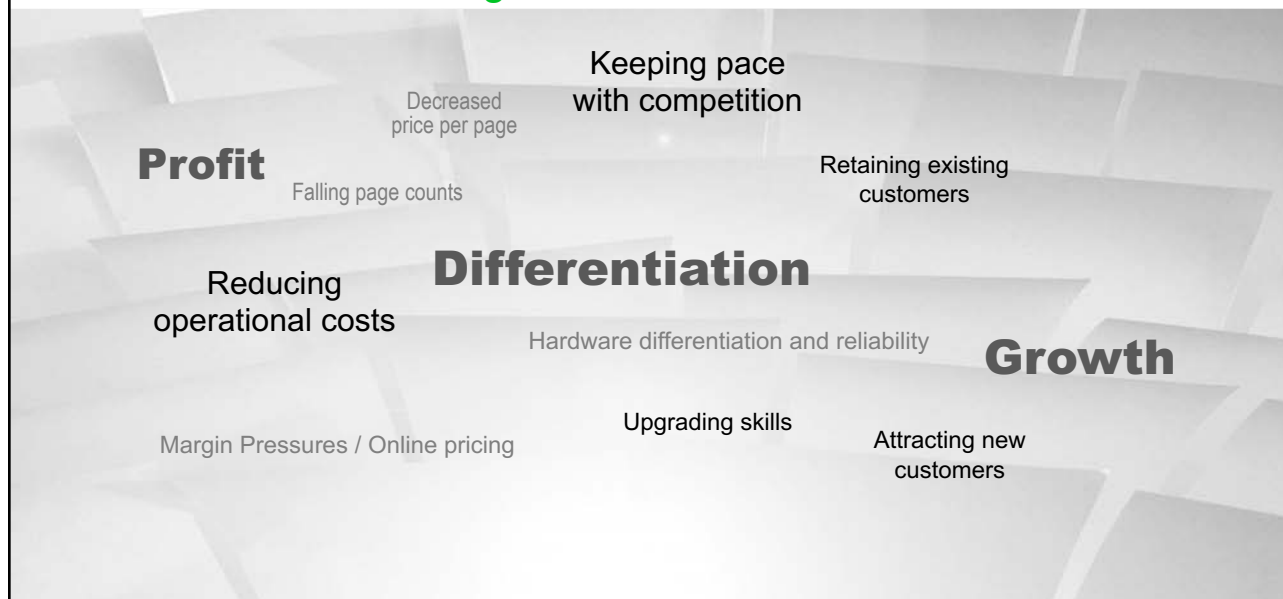 Keeping pace
with competition
Decreased
price per page
Profit
Falling page counts
Retaining existing
customers
Differentiation
Reducing
operational costs
Hardware differentiation and reliability
Growth
Upgrading skills
Margin Pressures / Online pricing
Attracting new
customers